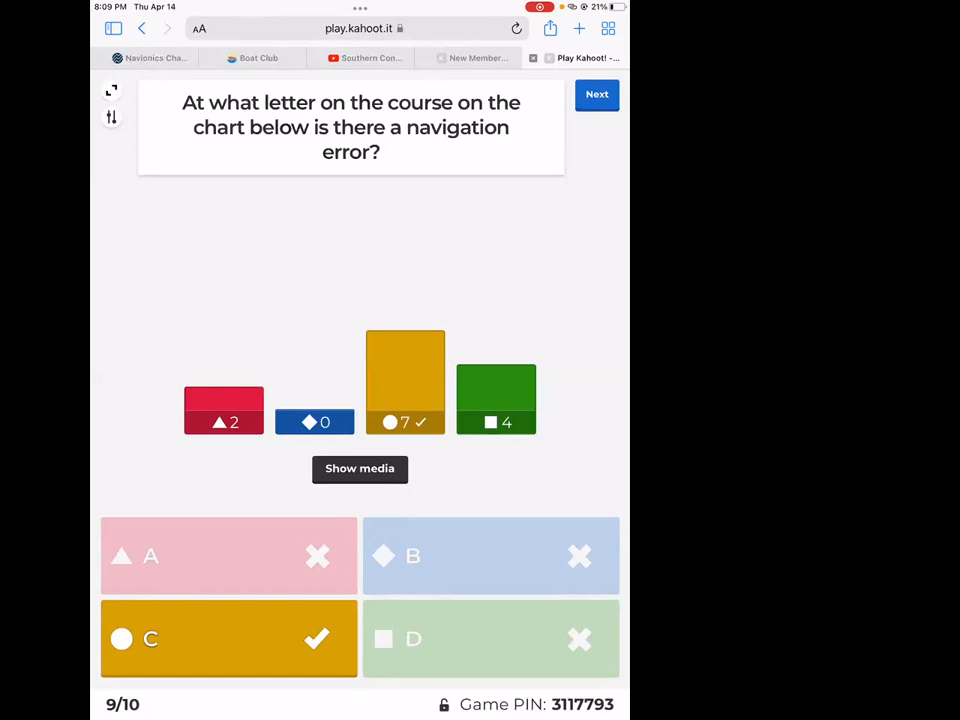 8:09 PM Thu Apr 14
21%
AA
play.kahoot.it
Navionics Cha...
Boat Club
Southern Con...
New Member...
Play Kahoot! -...
At what letter on the course on the
chart below is there a navigation
error?
Next
2
0
7
4
Show media
A
B
C
D
9/10
Game PIN: 3117793